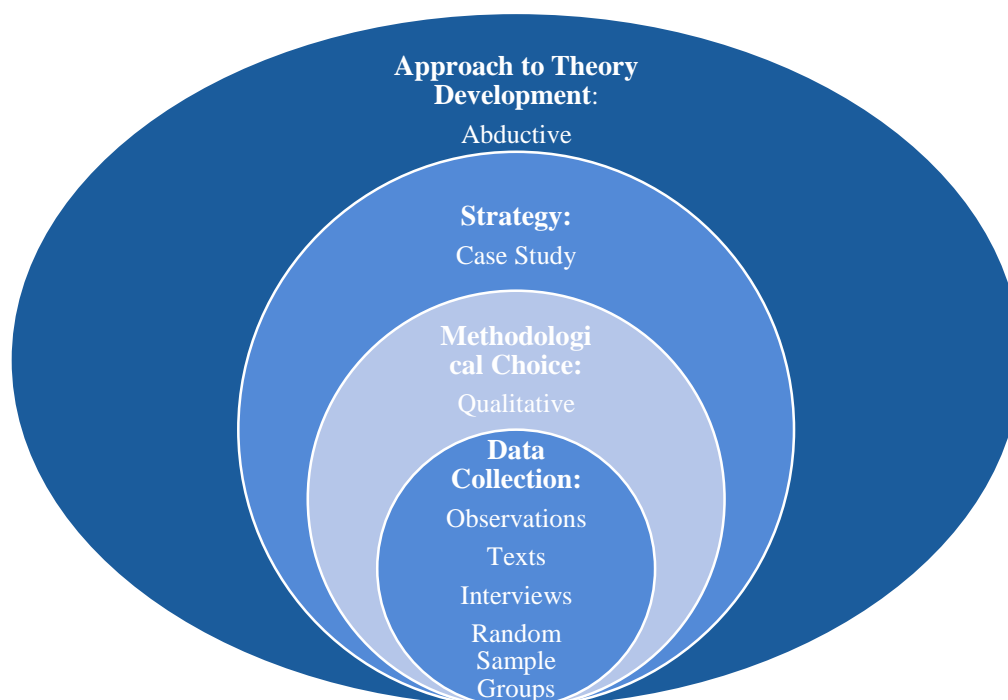 Approach to Theory
Development:
Abductive
Strategy:
Case Study
Methodologi
cal Choice:
Qualitative
Data
Collection:
Observations
Texts
Interviews
Random
Sample
Groups